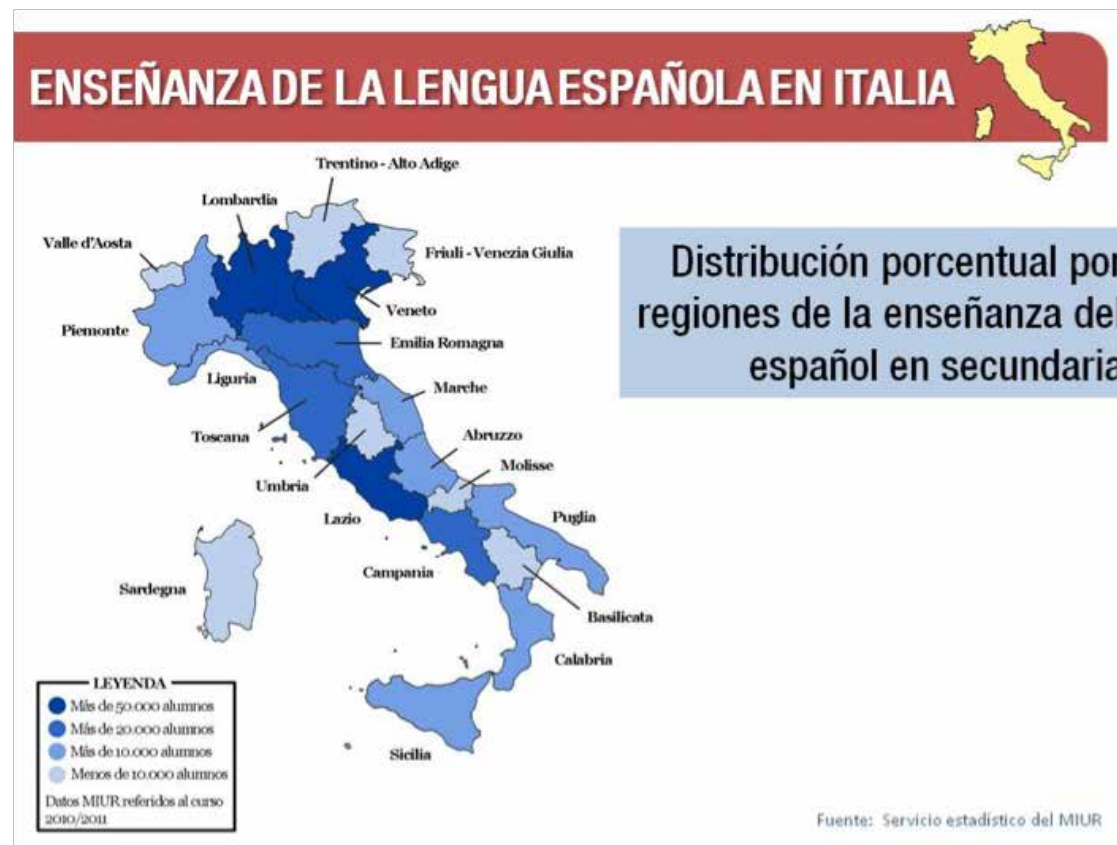 ENSEÑANZA DE LA LENGUA ESPAÑOLA EN ITALIA
Trentino - Alto Adige
Lombardia
Valle d'Aosta
Friuli - Venezia Giulia
Veneto
Piemonte
Emilia Romagna
Liguria
Marche
Toscana
Abruzzo
Molisse
Umbria
Lazio
Puglia
Campania
Sardegna
Basilicata
Calabria
Sicilia
Distribución porcentual por
regiones de la enseñanza del
español en secundaria
LEYENDA
Más de 50.000 alumnos
Más de 20.000 alumnos
Más de 10.000 alumnos
Menos de 10.000 alumnos
Datos MIUR referidos al curso
2010/2011
Fuente: Servicio estadístico del MIUR